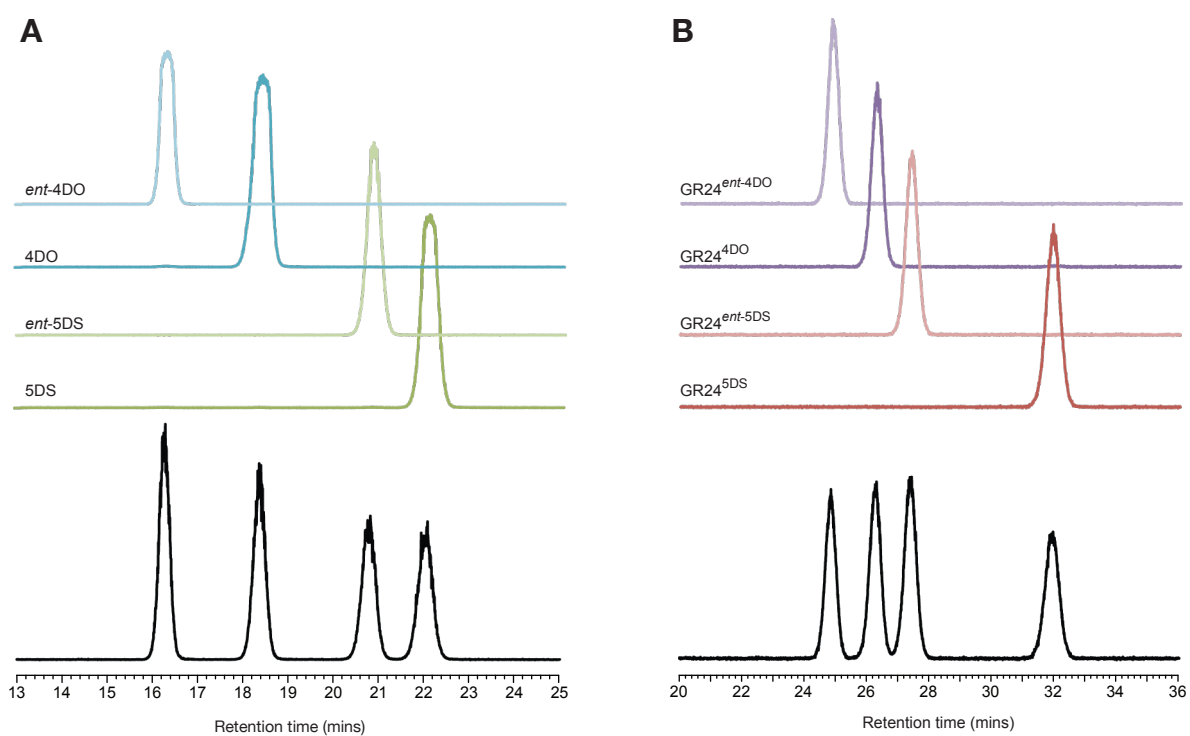 A
ent-4DO
4DO
ent-5DS
5DS
13 14 15 16 17 18 19 20 21 22 23 24 25
Retention time (mins)
B
GR24ent-4DO
GR244DO
GR24ent-5DS
GR245DS
20 22 24 26 28 30 32 34 36
Retention time (mins)